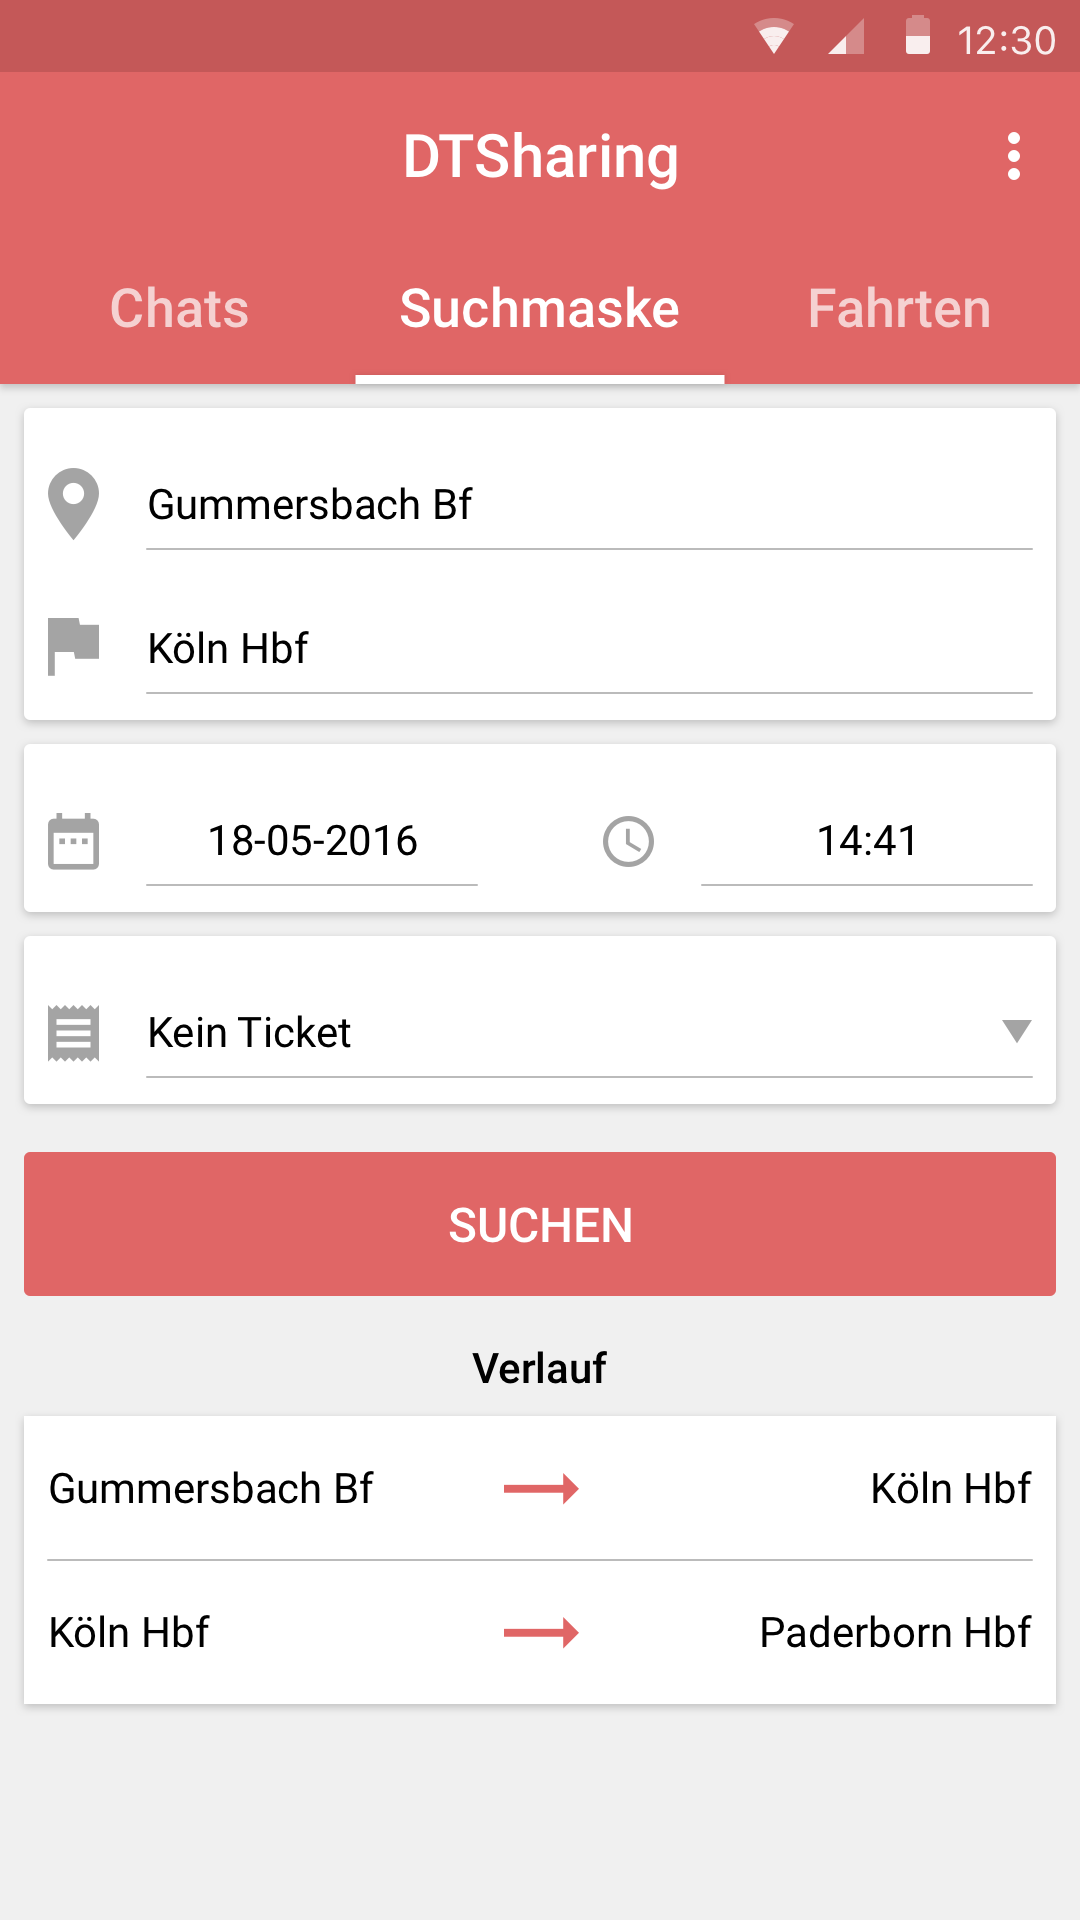 12:30
DTSharing
Chats Suchmaske Fahrten
Gummersbach Bf
Köln Hbf
18-05-2016 14:41
Kein Ticket
SUCHEN
Verlauf
Gummersbach Bf Köln Hbf
Köln Hbf Paderborn Hbf